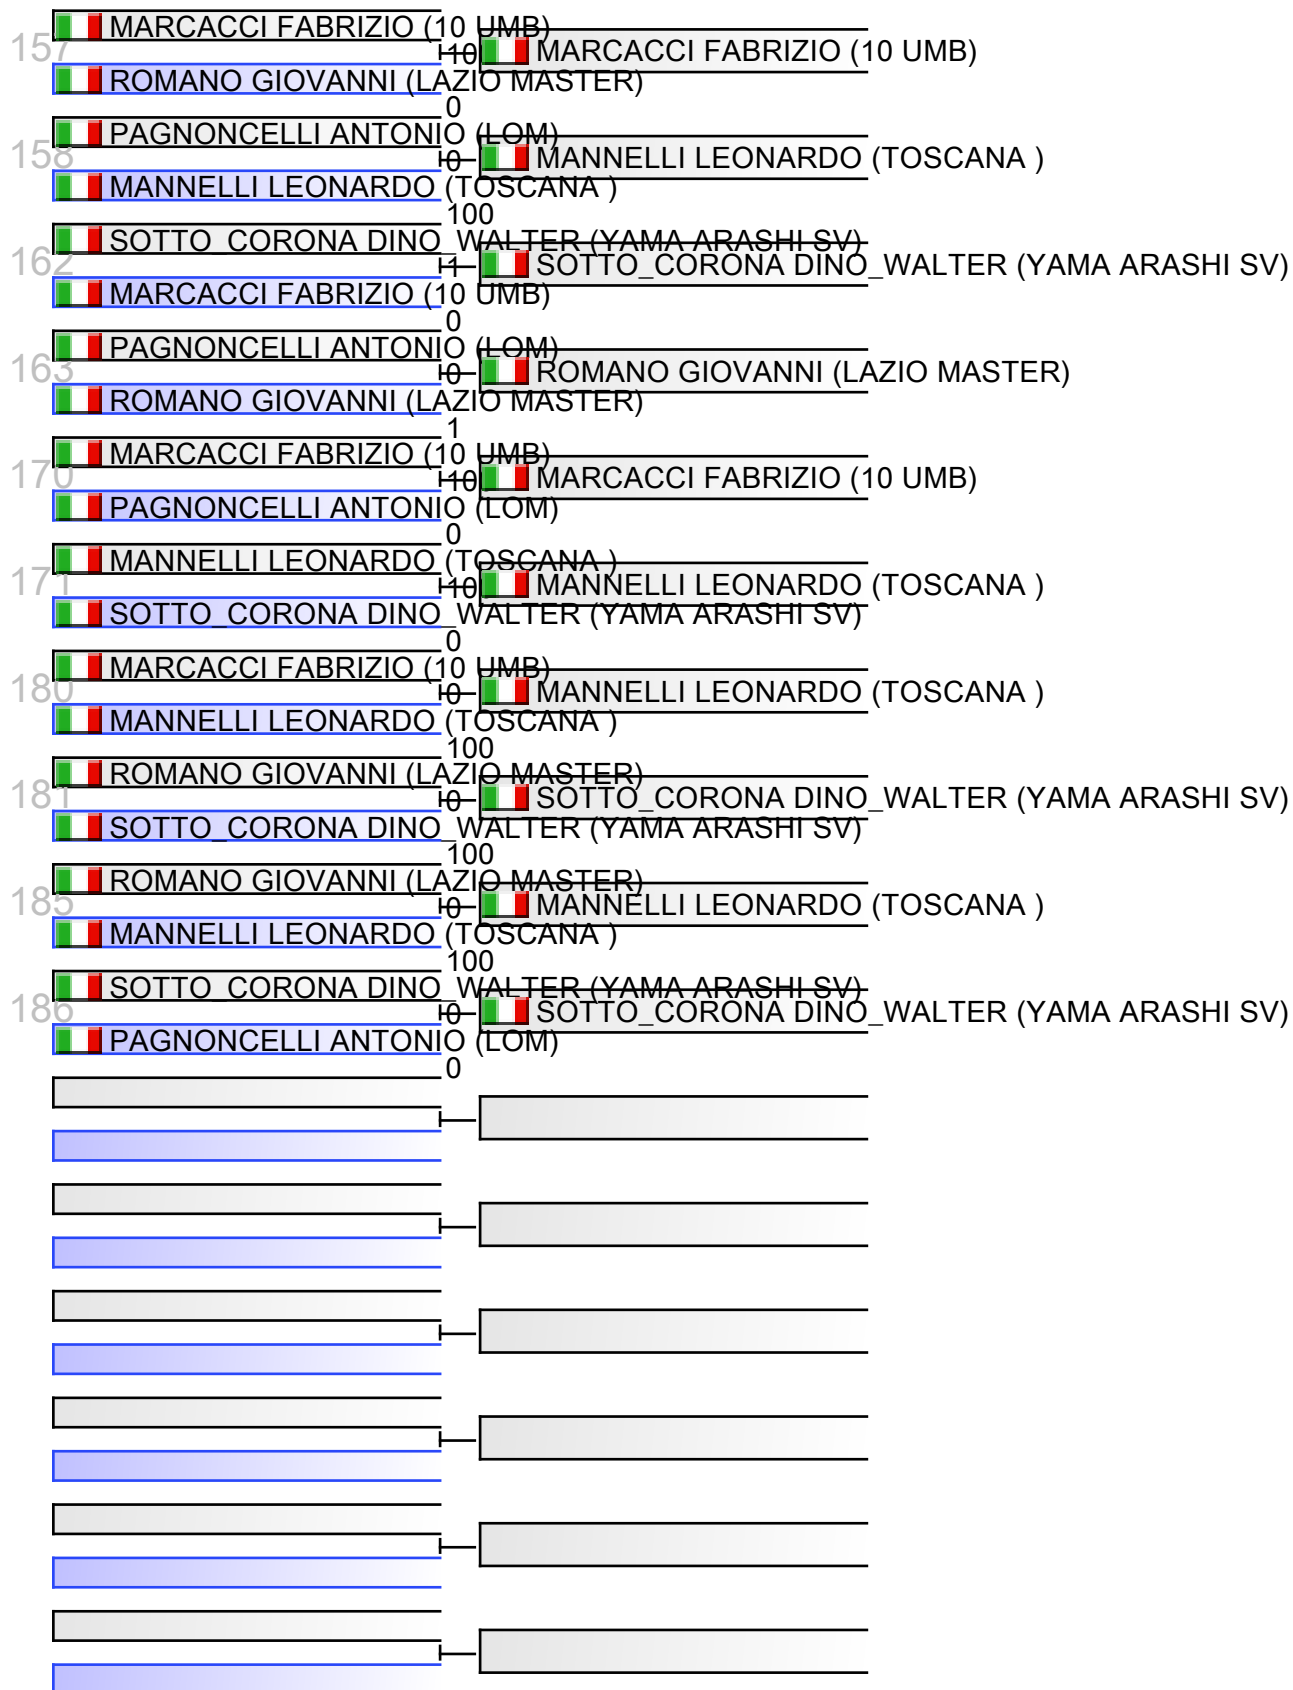 MARCACCI FABRIZIO (10 UMB)
157
10
MARCACCI FABRIZIO (10 UMB)
ROMANO GIOVANNI (LAZIO MASTER)
0
PAGNONCELLI ANTONIO (LOM)
158
0
MANNELLI LEONARDO (TOSCANA )
MANNELLI LEONARDO (TOSCANA )
100
SOTTO_CORONA DINO_WALTER (YAMA ARASHI SV)
162
1
SOTTO_CORONA DINO_WALTER (YAMA ARASHI SV)
MARCACCI FABRIZIO (10 UMB)
0
PAGNONCELLI ANTONIO (LOM)
163
0
ROMANO GIOVANNI (LAZIO MASTER)
ROMANO GIOVANNI (LAZIO MASTER)
1
MARCACCI FABRIZIO (10 UMB)
170
10
MARCACCI FABRIZIO (10 UMB)
PAGNONCELLI ANTONIO (LOM)
0
MANNELLI LEONARDO (TOSCANA )
171
10
MANNELLI LEONARDO (TOSCANA )
SOTTO_CORONA DINO_WALTER (YAMA ARASHI SV)
0
MARCACCI FABRIZIO (10 UMB)
180
0
MANNELLI LEONARDO (TOSCANA )
MANNELLI LEONARDO (TOSCANA )
100
ROMANO GIOVANNI (LAZIO MASTER)
181
0
SOTTO_CORONA DINO_WALTER (YAMA ARASHI SV)
SOTTO_CORONA DINO_WALTER (YAMA ARASHI SV)
100
ROMANO GIOVANNI (LAZIO MASTER)
185
0
MANNELLI LEONARDO (TOSCANA )
MANNELLI LEONARDO (TOSCANA )
100
SOTTO_CORONA DINO_WALTER (YAMA ARASHI SV)
186
0
SOTTO_CORONA DINO_WALTER (YAMA ARASHI SV)
PAGNONCELLI ANTONIO (LOM)
0